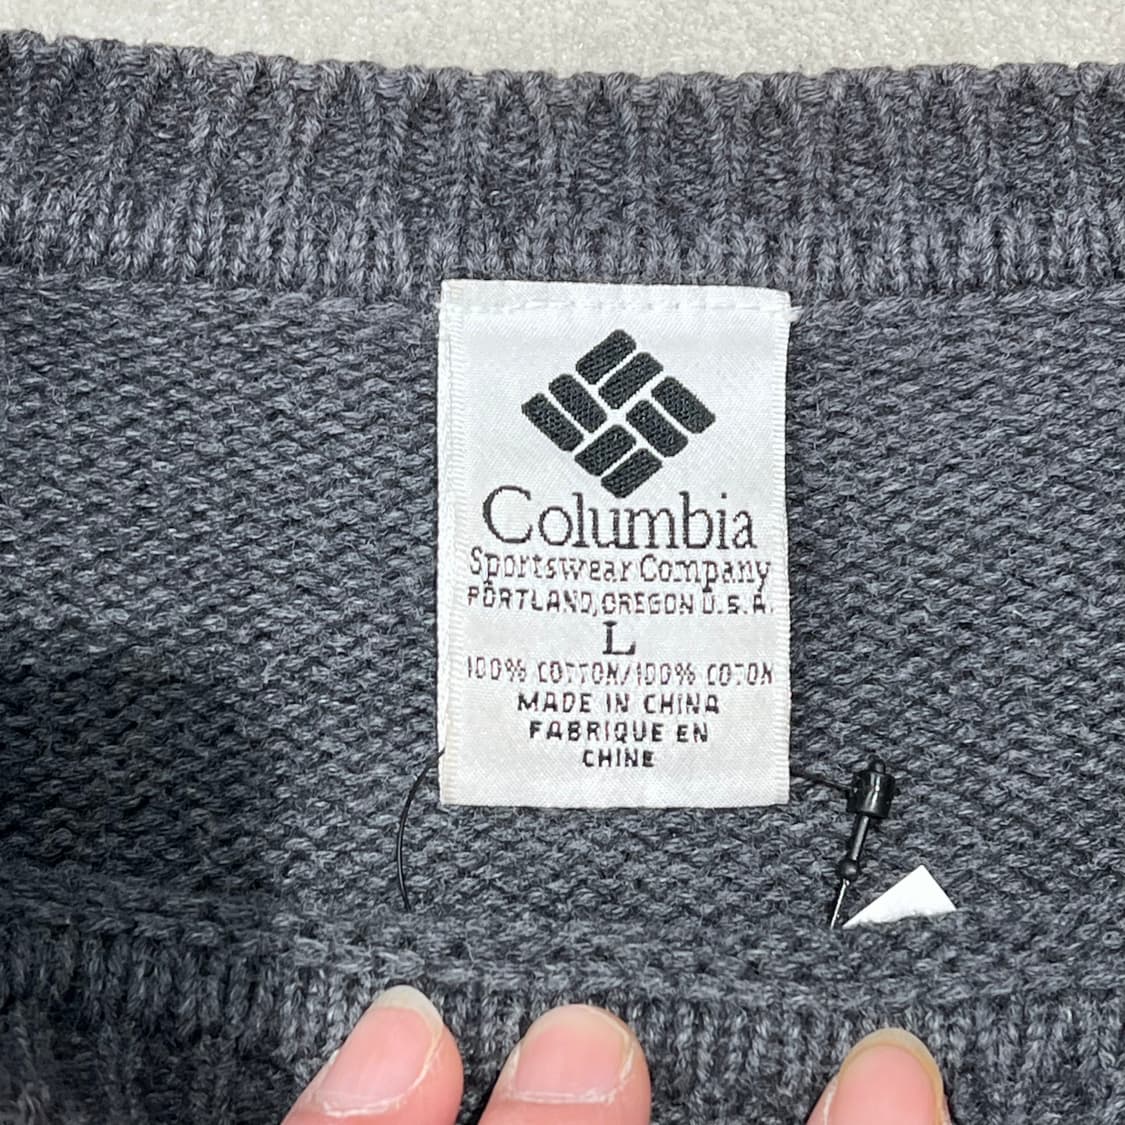 Columbia
Sportswear Company
PORTLAND, OREGON U.S.A.
L
100% COTTON/100% COTON
MADE IN CHINA
FABRIQUE EN
CHINE